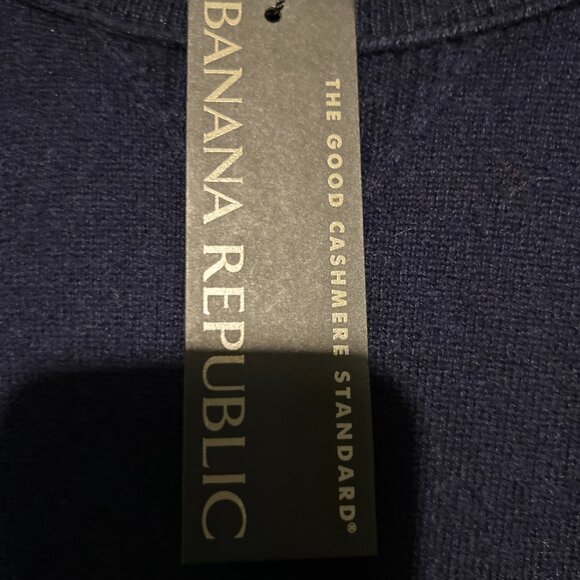 BANANA REPUBLIC
THE GOOD CASHMERE STANDARD®